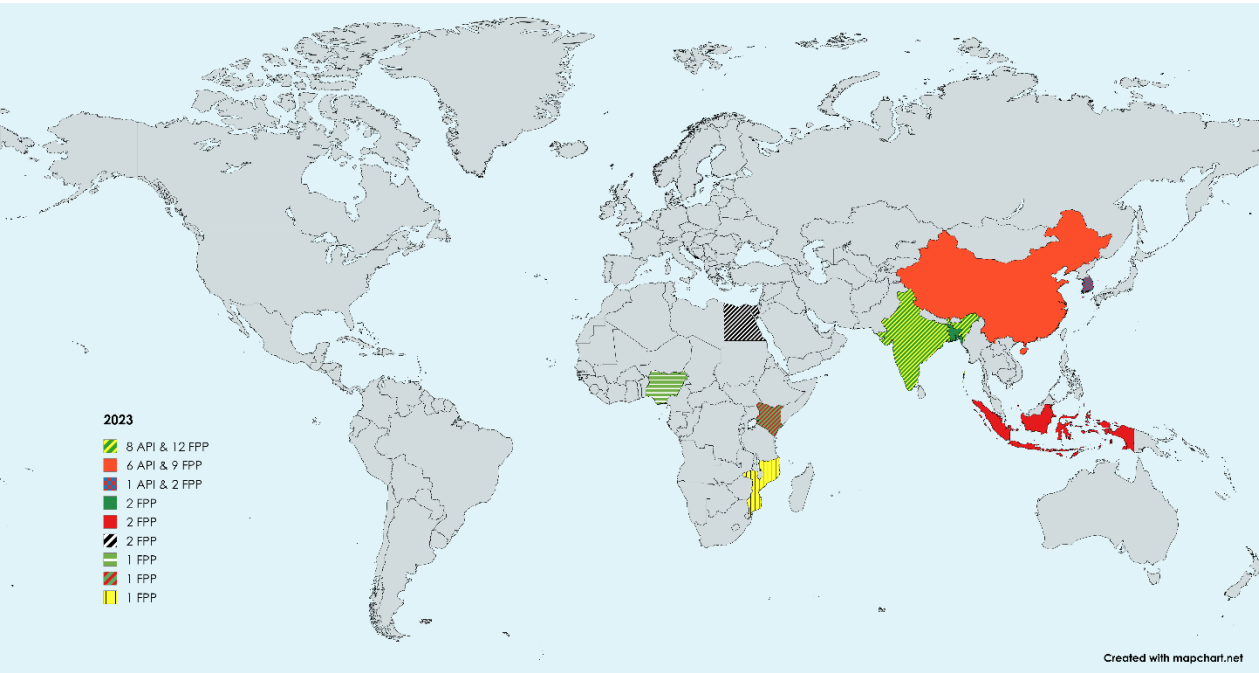 2023
8 API & 12 FPP
6 API & 9 FPP
1 API & 2 FPP
2 FPP
2 FPP
2 FPP
1 FPP
1 FPP
1 FPP
Created with mapchart.net